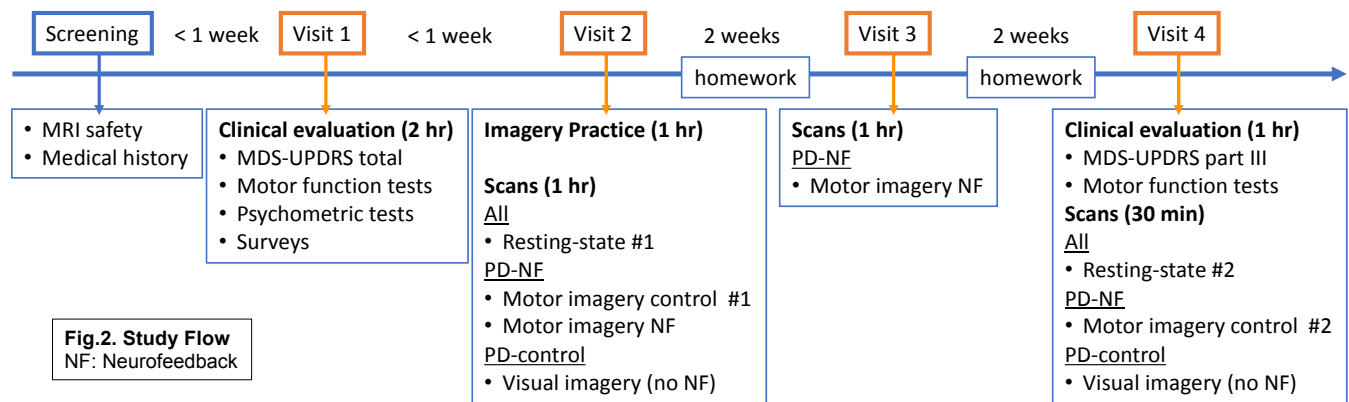 Screening
< 1 week
Visit 1
< 1 week
Visit 2
2 weeks
Visit 3
2 weeks
Visit 4
homework
homework
• MRI safety
• Medical history
Clinical evaluation (2 hr)
• MDS-UPDRS total
• Motor function tests
• Psychometric tests
• Surveys
Imagery Practice (1 hr)
Scans (1 hr)
All
• Resting-state #1
PD-NF
• Motor imagery control #1
• Motor imagery NF
PD-control
• Visual imagery (no NF)
Scans (1 hr)
PD-NF
• Motor imagery NF
Clinical evaluation (1 hr)
• MDS-UPDRS part III
• Motor function tests
Scans (30 min)
All
• Resting-state #2
PD-NF
• Motor imagery control #2
PD-control
• Visual imagery (no NF)
Fig.2. Study Flow
NF: Neurofeedback